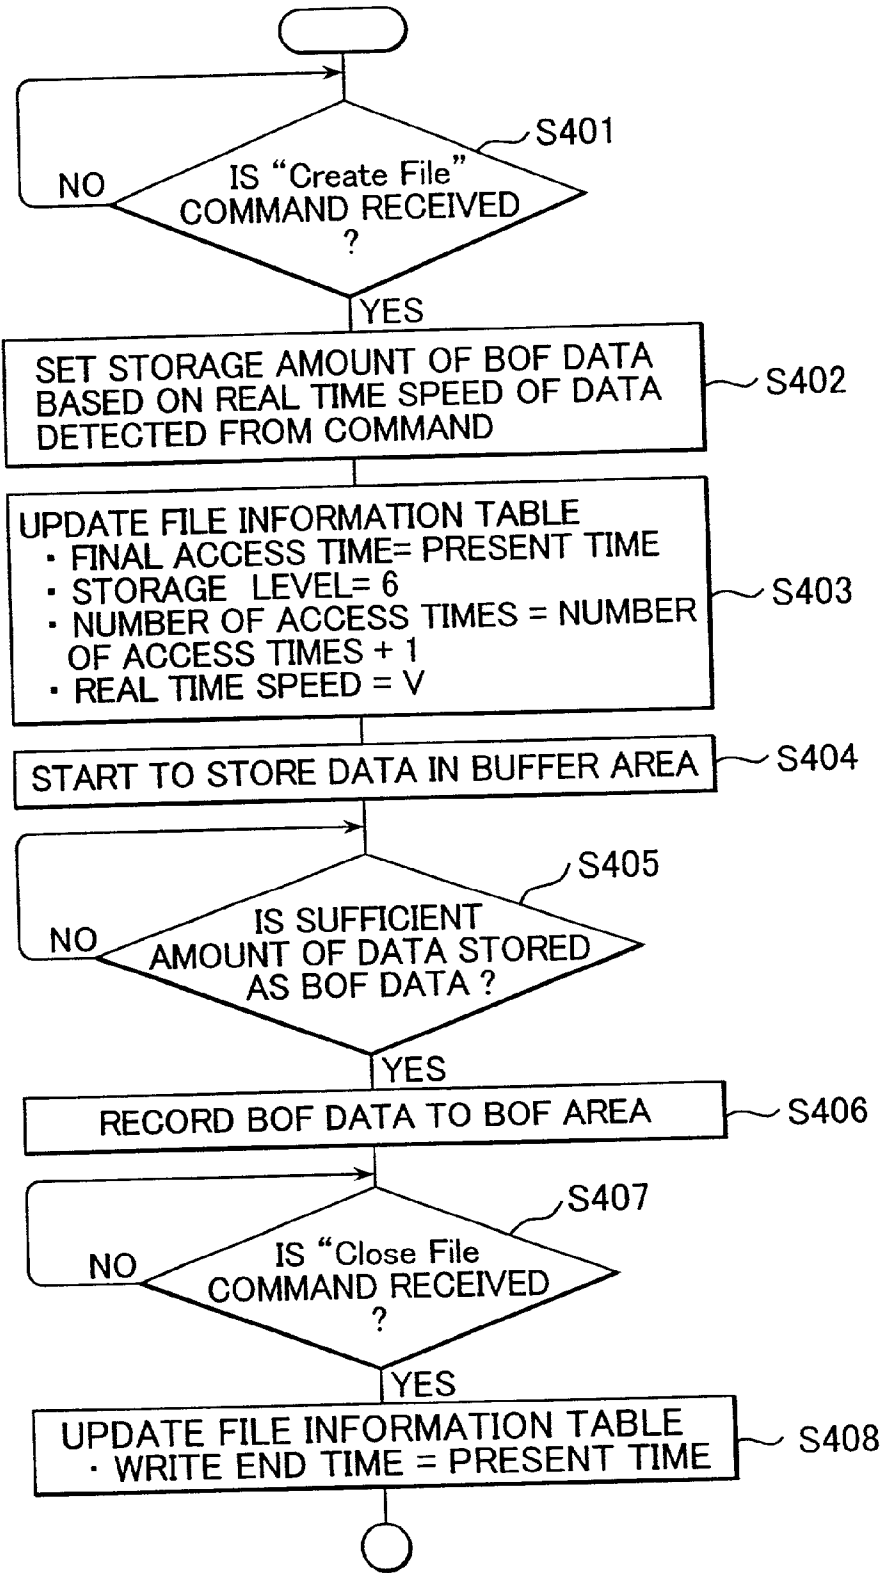 S401
IS “Create File”
COMMAND RECEIVED
?
NO
YES
SET STORAGE AMOUNT OF BOF DATA
BASED ON REAL TIME SPEED OF DATA
DETECTED FROM COMMAND
S402
UPDATE FILE INFORMATION TABLE
・FINAL ACCESS TIME= PRESENT TIME
・STORAGE LEVEL= 6
・NUMBER OF ACCESS TIMES = NUMBER
OF ACCESS TIMES + 1
・REAL TIME SPEED = V
S403
START TO STORE DATA IN BUFFER AREA
S404
S405
IS SUFFICIENT
AMOUNT OF DATA STORED
AS BOF DATA ?
NO
YES
RECORD BOF DATA TO BOF AREA
S406
S407
IS “Close File
COMMAND RECEIVED
?
NO
YES
UPDATE FILE INFORMATION TABLE
・WRITE END TIME = PRESENT TIME
S408